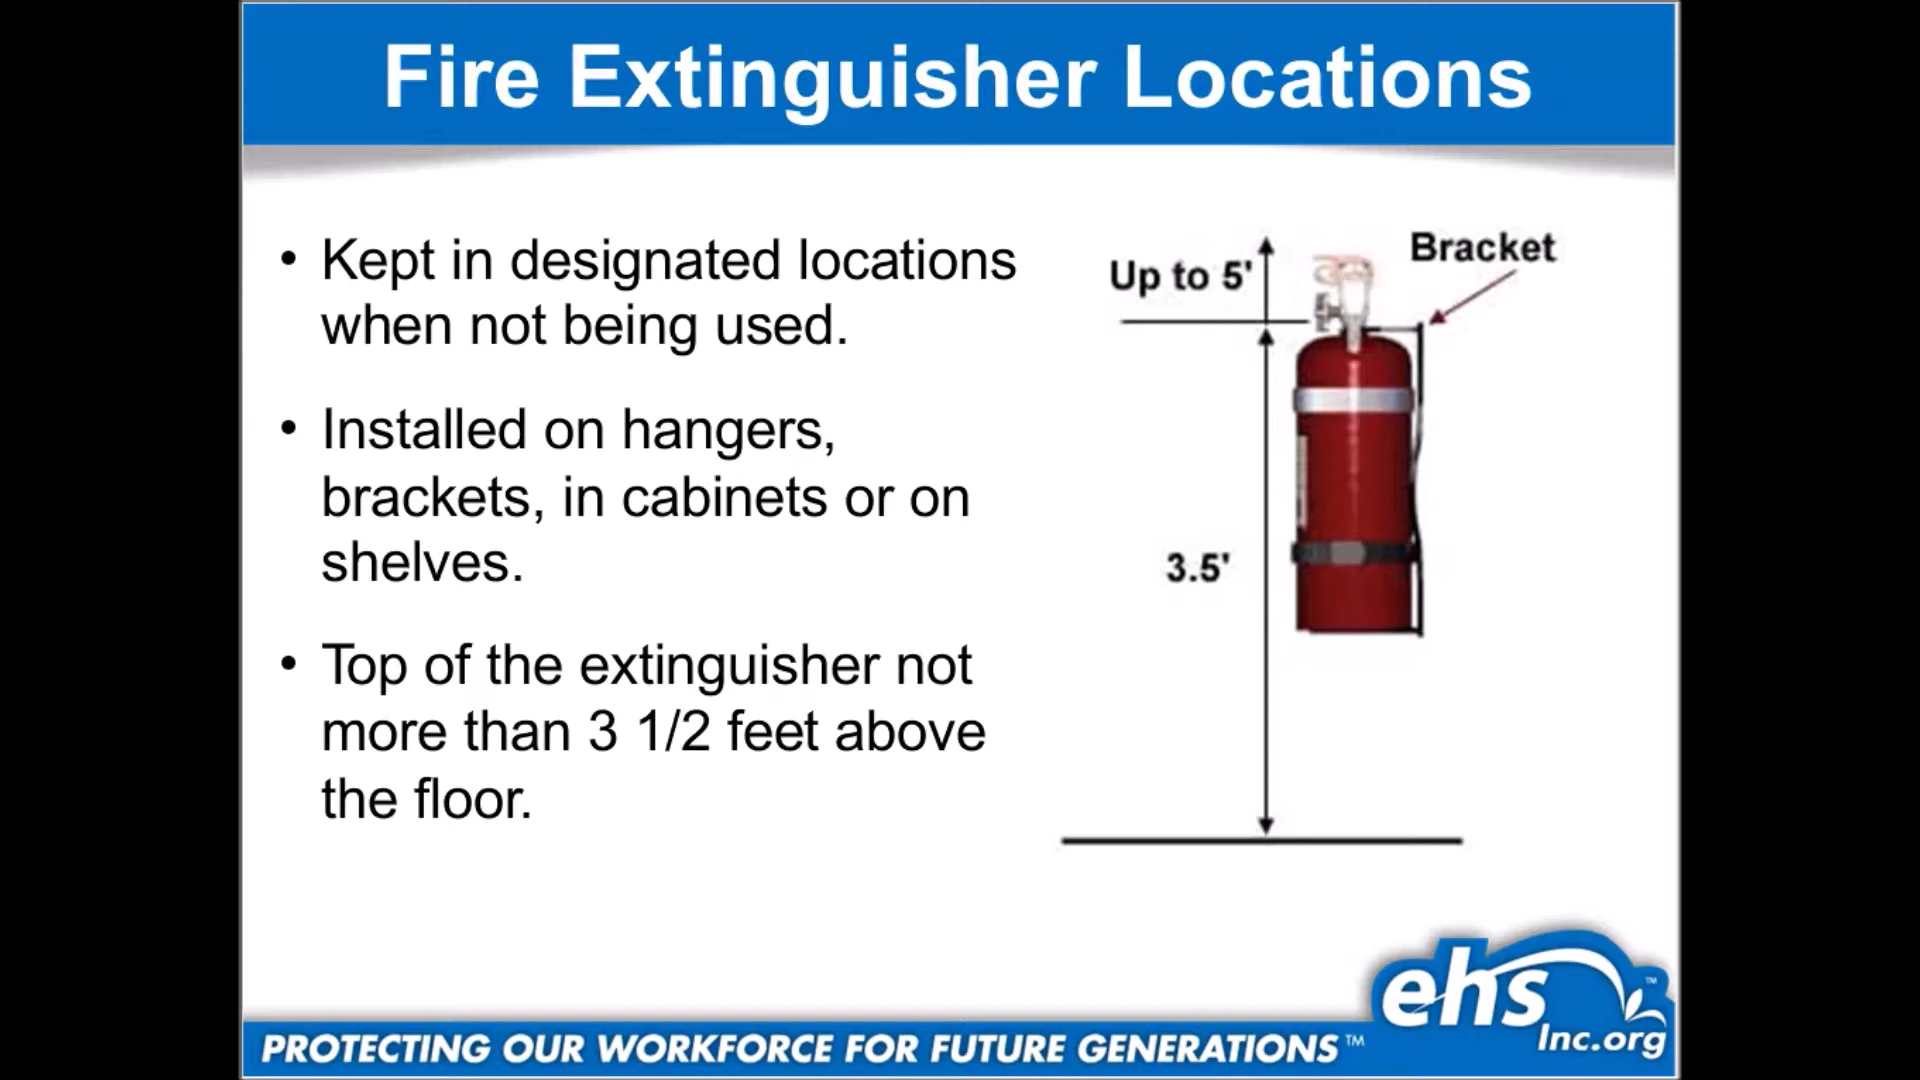 Fire Extinguisher Locations
• Kept in designated locations
when not being used.
• Installed on hangers,
brackets, in cabinets or on
shelves.
• Top of the extinguisher not
more than 3 1/2 feet above
the floor.
Bracket
Up to 5'
3.5'
ehs™
Inc.org
PROTECTING OUR WORKFORCE FOR FUTURE GENERATIONS™